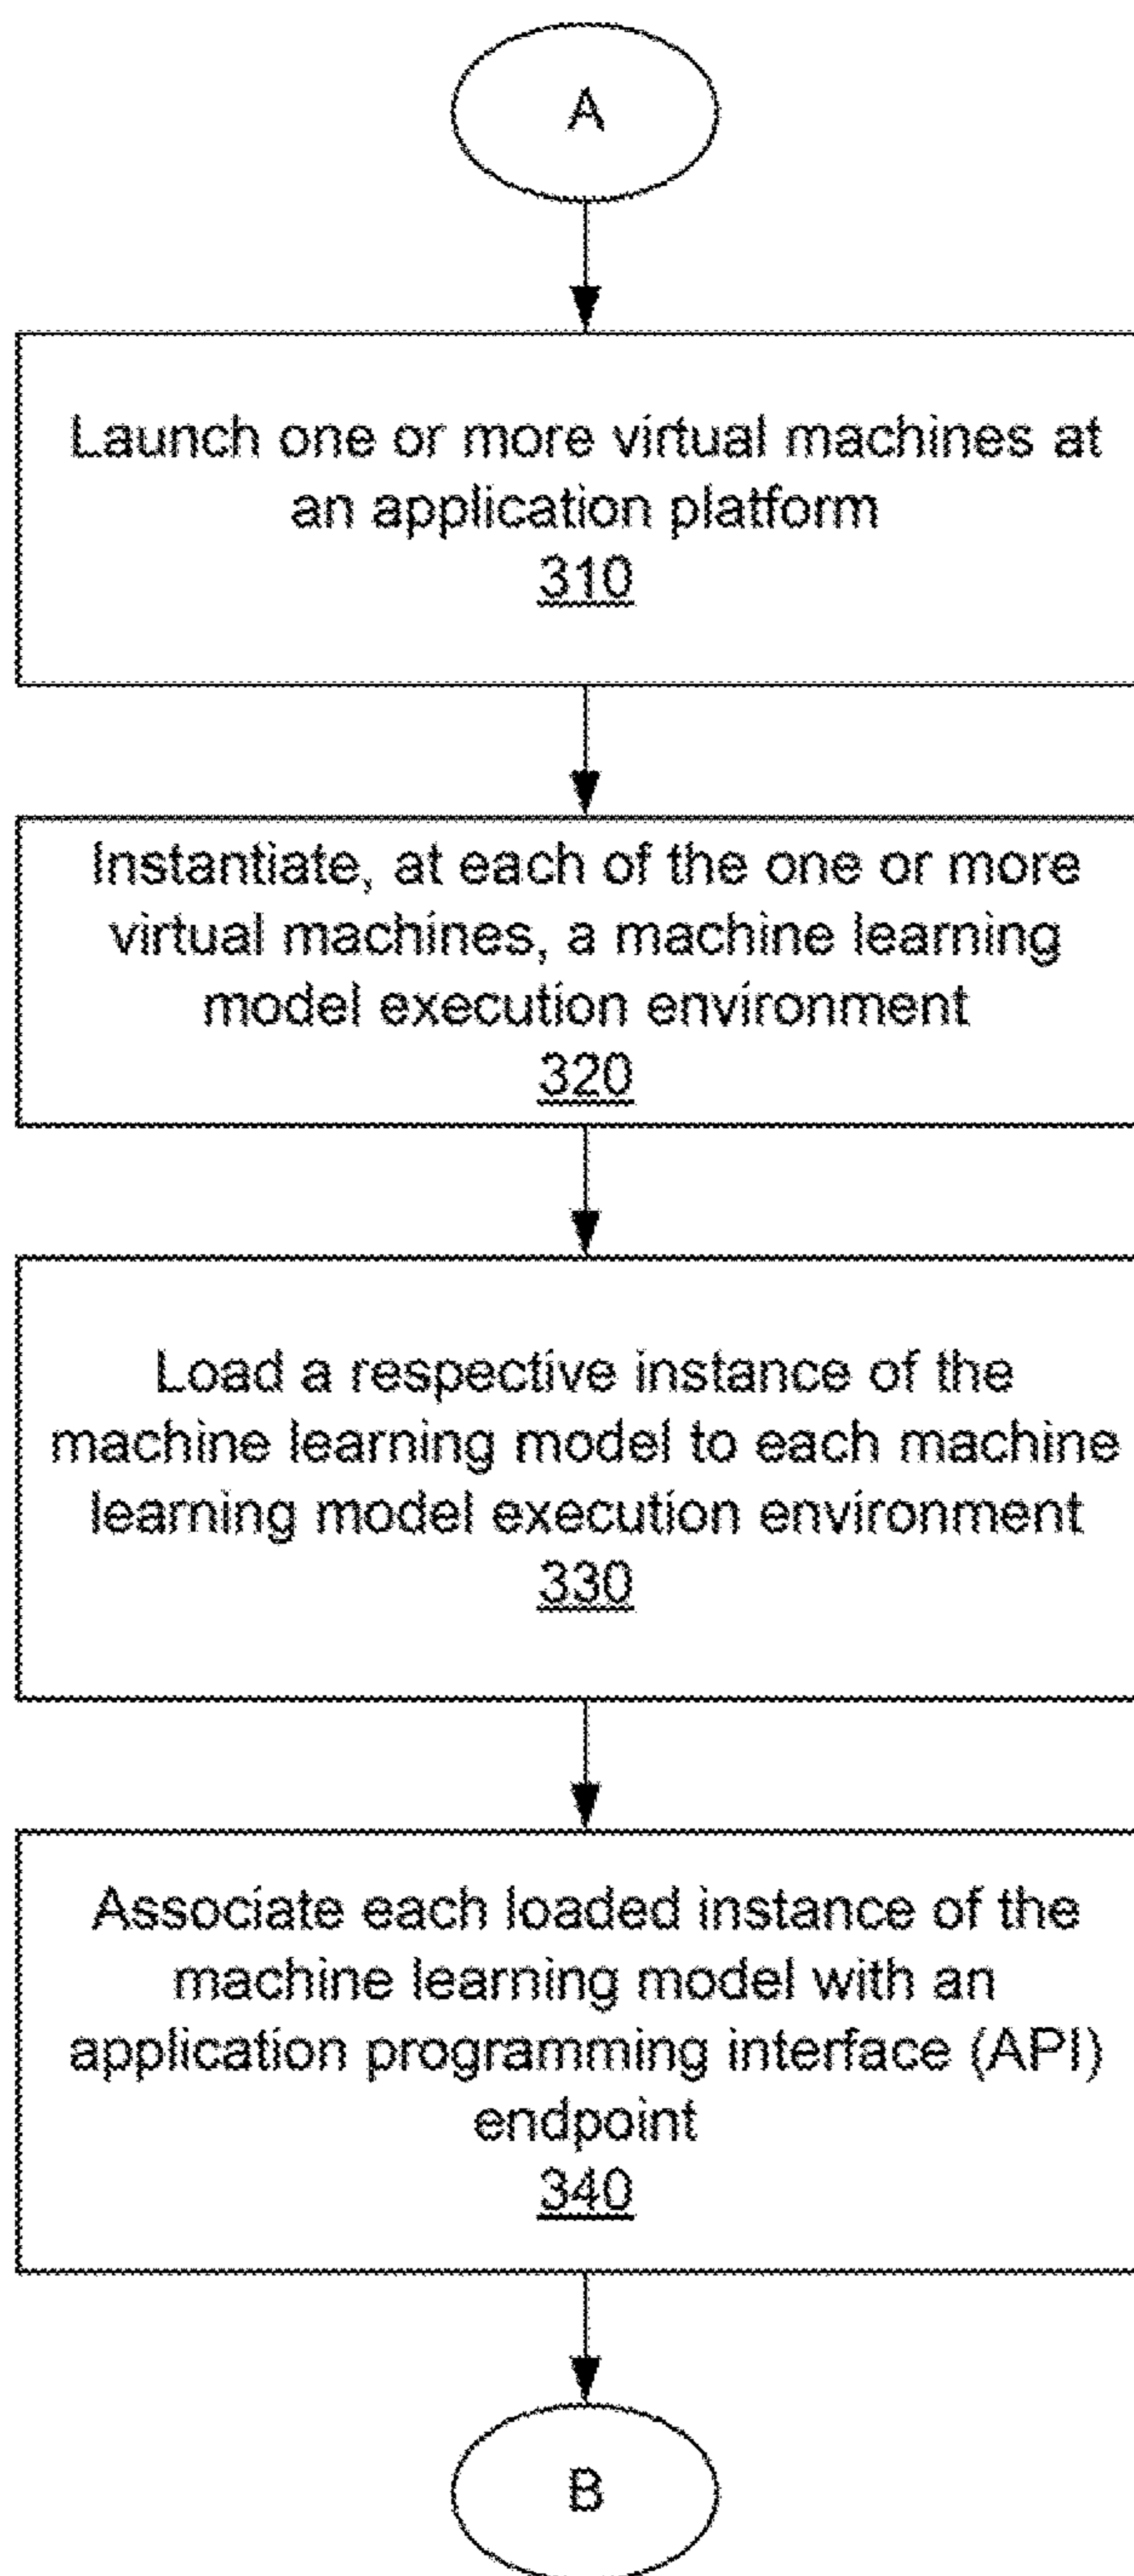 A
Launch one or more virtual machines at
an application platform
310
Instantiate, at each of the one or more
virtual machines, a machine learning
model execution environment
320
Load a respective instance of the
machine learning model to each machine
learning model execution environment
330
Associate each loaded instance of the
machine learning model with an
application programming interface (API)
endpoint
340
B